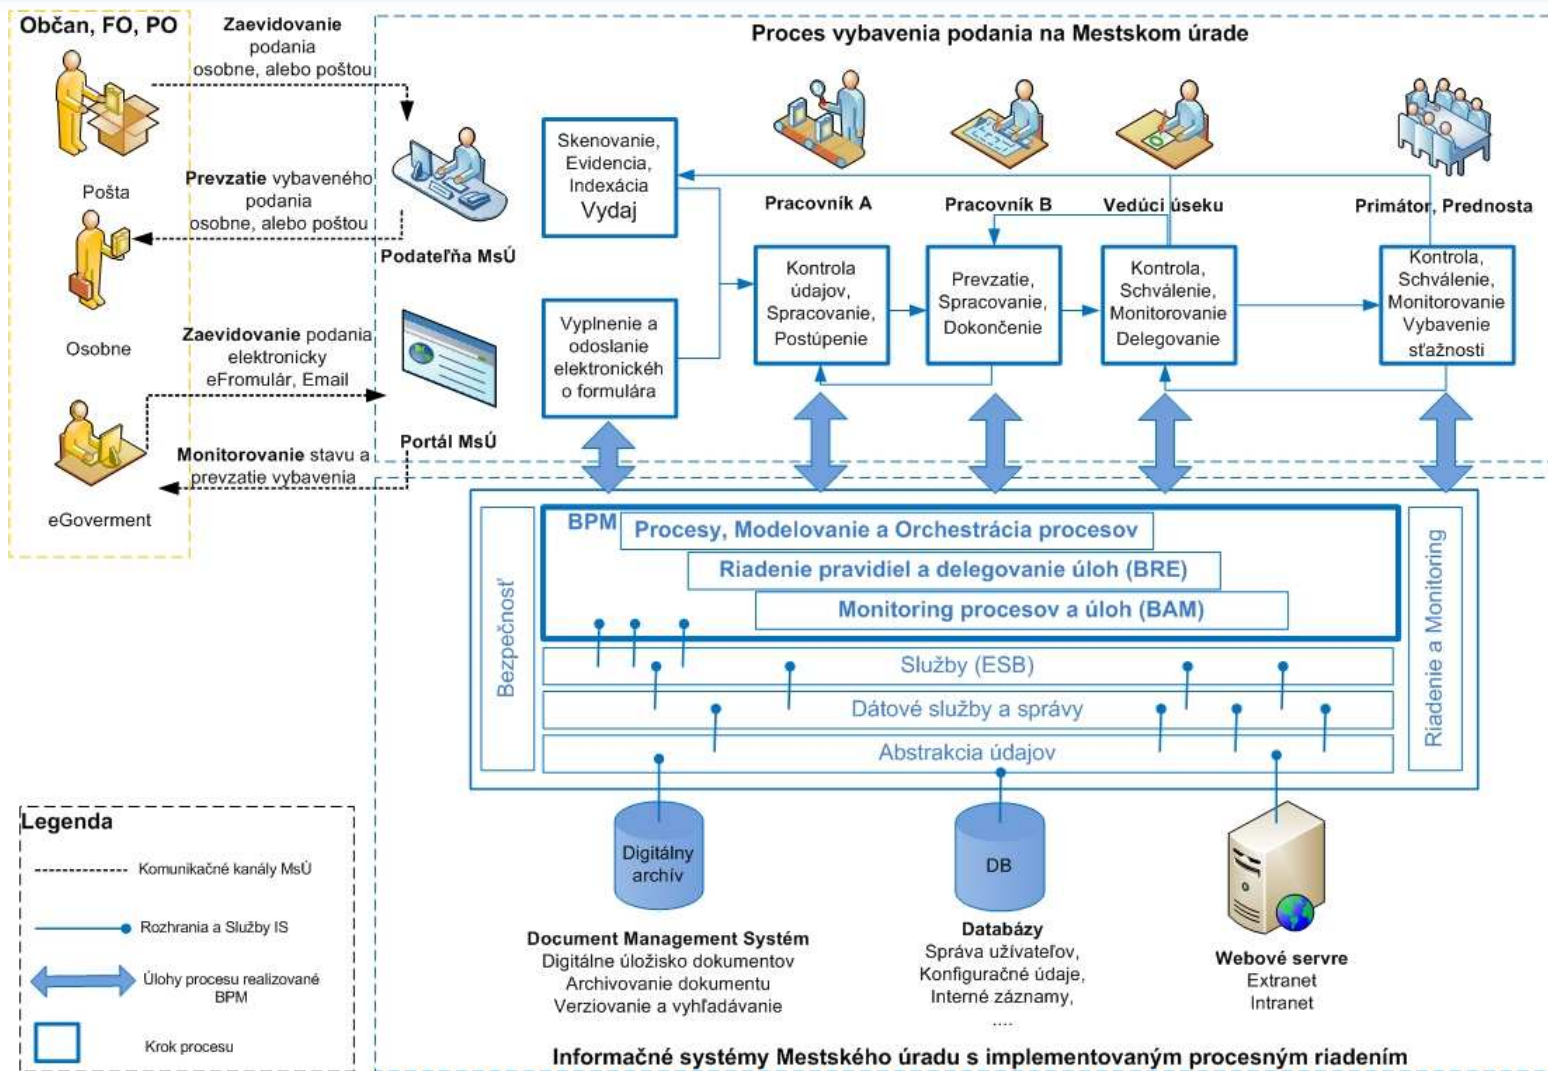 Občan, FO, PO
Zaevidovanie
podania
osobne, alebo poštou
Pošta
Prevzatie vybaveného
podania
osobne, alebo poštou
Osobne
Zaevidovanie podania
elektronicky
eFromulár, Email
Monitorovanie stavu a
prevzatie vybavenia
eGoverment
Proces vybavenia podania na Mestskom úrade
Podateľňa MsÚ
Portál MsÚ
Skenovanie,
Evidencia,
Indexácia
Vydaj
Vyplnenie a
odoslanie
elektronickéh
o formulára
Pracovník A
Kontrola
údajov,
Spracovanie,
Postúpenie
Pracovník B
Prevzatie,
Spracovanie,
Dokončenie
Vedúci úseku
Kontrola,
Schválenie,
Monitorovanie
Delegovanie
Primátor, Prednosta
Kontrola,
Schválenie,
Monitorovanie
Vybavenie
sťažnosti
Bezpečnosť
BPM
Procesy, Modelovanie a Orchestrácia procesov
Riadenie pravidiel a delegovanie úloh (BRE)
Monitoring procesov a úloh (BAM)
Služby (ESB)
Dátové služby a správy
Abstrakcia údajov
Riadenie a Monitoring
Digitálny
archív
Document Management Systém
Digitálne úložisko dokumentov
Archivovanie dokumentu
Verziovanie a vyhľadávanie
DB
Databázy
Správa užívateľov,
Konfiguračné údaje,
Interné záznamy,
....
Webové servre
Extranet
Intranet
Informačné systémy Mestského úradu s implementovaným procesným riadením
Legenda
Komunikačné kanály MsÚ
Rozhrania a Služby IS
Úlohy procesu realizované
BPM
Krok procesu